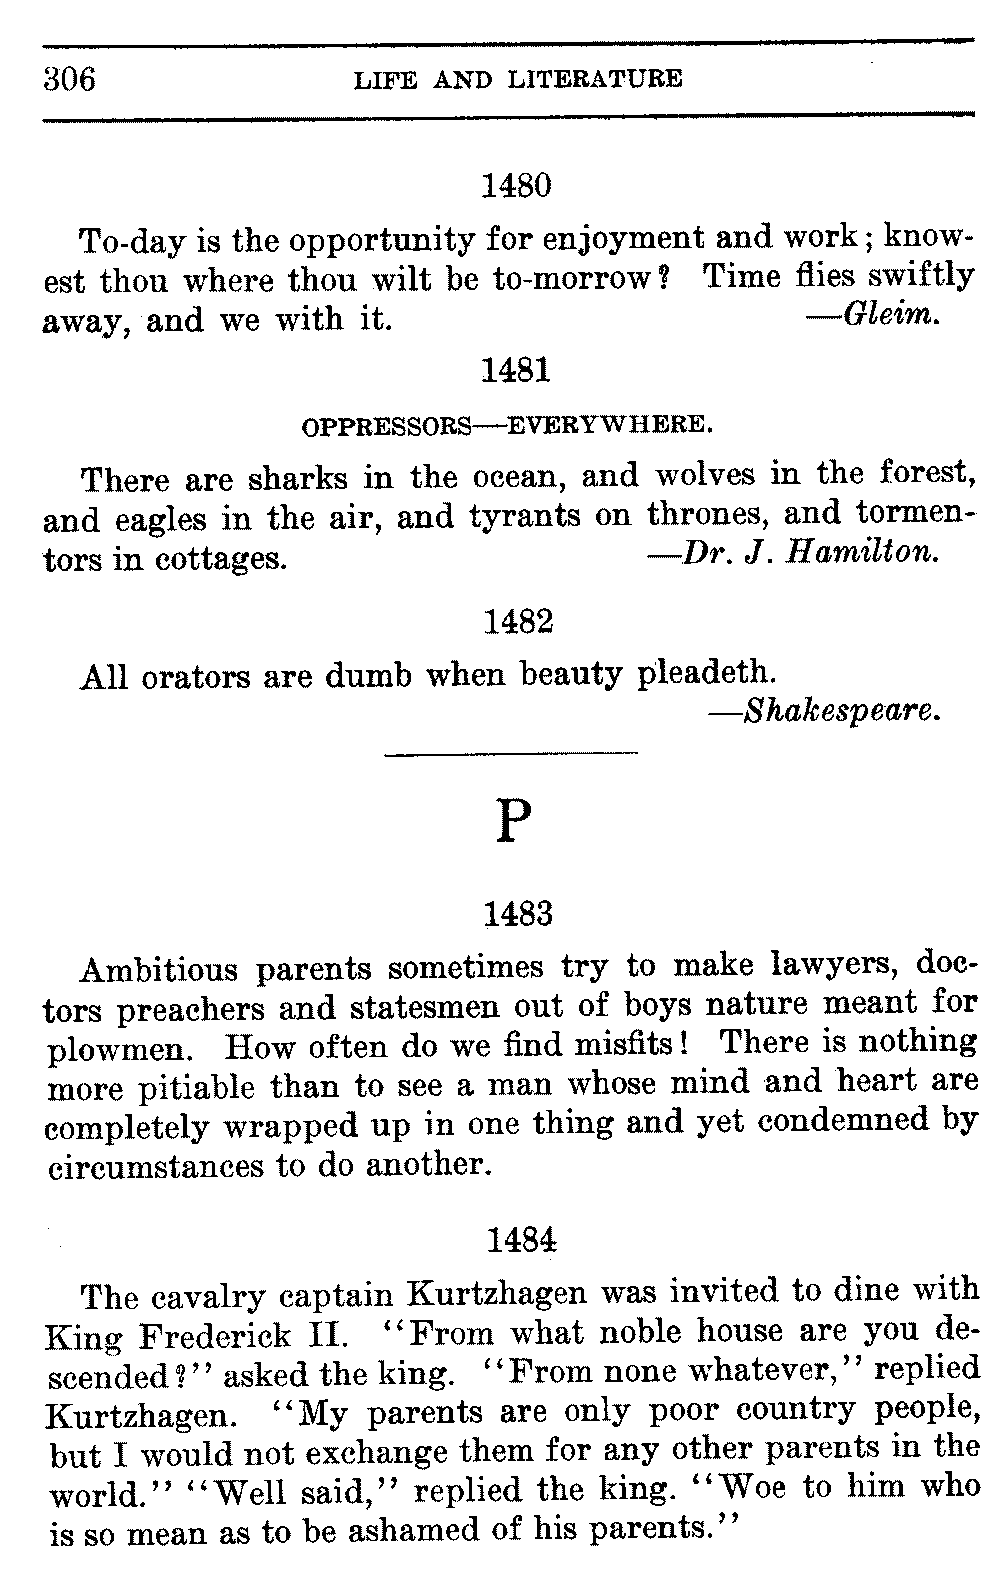 306 LIFE AND LITERATURE
1480
To-day is the opportunity for enjoyment and work; know-
est thou where thou wilt be to-morrow? Time flies swiftly
away, and we with it. —Gleim.
1481
OPPRESSORS—EVERYWHERE.
There are sharks in the ocean, and wolves in the forest,
and eagles in the air, and tyrants on thrones, and tormen-
tors in cottages. —Dr. J. Hamilton.
1482
All orators are dumb when beauty pleadeth.
—Shakespeare.
P
1483
Ambitious parents sometimes try to make lawyers, doc-
tors preachers and statesmen out of boys nature meant for
plowmen. How often do we find misfits! There is nothing
more pitiable than to see a man whose mind and heart are
completely wrapped up in one thing and yet condemned by
circumstances to do another.
1484
The cavalry captain Kurtzhagen was invited to dine with
King Frederick II. "From what noble house are you de-
scended?" asked the king. "From none whatever," replied
Kurtzhagen. "My parents are only poor country people,
but I would not exchange them for any other parents in the
world." "Well said," replied the king. "Woe to him who
is so mean as to be ashamed of his parents."